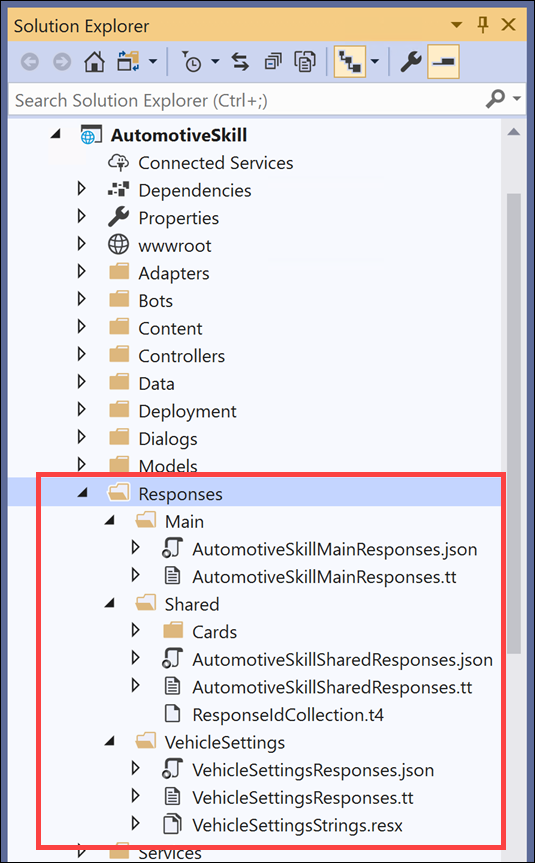 Solution Explorer
Search Solution Explorer (Ctrl+;)
AutomotiveSkill
Connected Services
Dependencies
Properties
wwwroot
Adapters
Bots
Content
Controllers
Data
Deployment
Dialogs
Models
Responses
Main
AutomotiveSkillMainResponses.json
AutomotiveSkillMainResponses.tt
Shared
Cards
AutomotiveSkillSharedResponses.json
AutomotiveSkillSharedResponses.tt
ResponseIdCollection.t4
VehicleSettings
VehicleSettingsResponses.json
VehicleSettingsResponses.tt
VehicleSettingsStrings.resx
Services